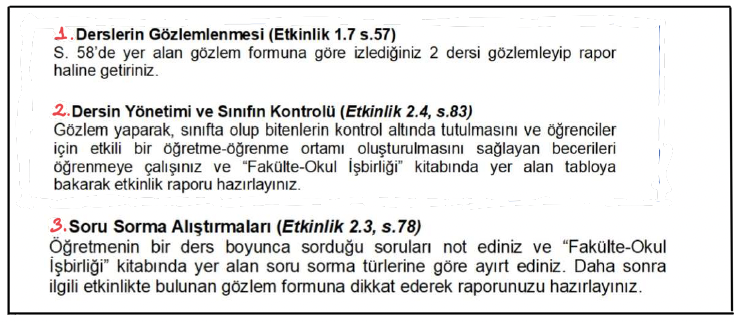 1. Derslerin Gözlemlenmesi (Etkinlik 1.7 s.57)
S. 58'de yer alan gözlem formuna göre izlediğiniz 2 dersi gözlemleyip rapor
haline getiriniz.
2. Dersin Yönetimi ve Sınıfın Kontrolü (Etkinlik 2.4, s.83)
Gözlem yaparak, sınıfta olup bitenlerin kontrol altında tutulmasını ve öğrenciler
için etkili bir öğretme-öğrenme ortamı oluşturulmasını sağlayan becerileri
öğrenmeye çalışınız ve “Fakülte-Okul İşbirliği” kitabında yer alan tabloya
bakarak etkinlik raporu hazırlayınız.
3. Soru Sorma Alıştırmaları (Etkinlik 2.3, s.78)
Öğretmenin bir ders boyunca sorduğu soruları not ediniz ve “Fakülte-Okul
İşbirliği” kitabında yer alan soru sorma türlerine göre ayırt ediniz. Daha sonra
ilgili etkinlikte bulunan gözlem formuna dikkat ederek raporunuzu hazırlayınız.